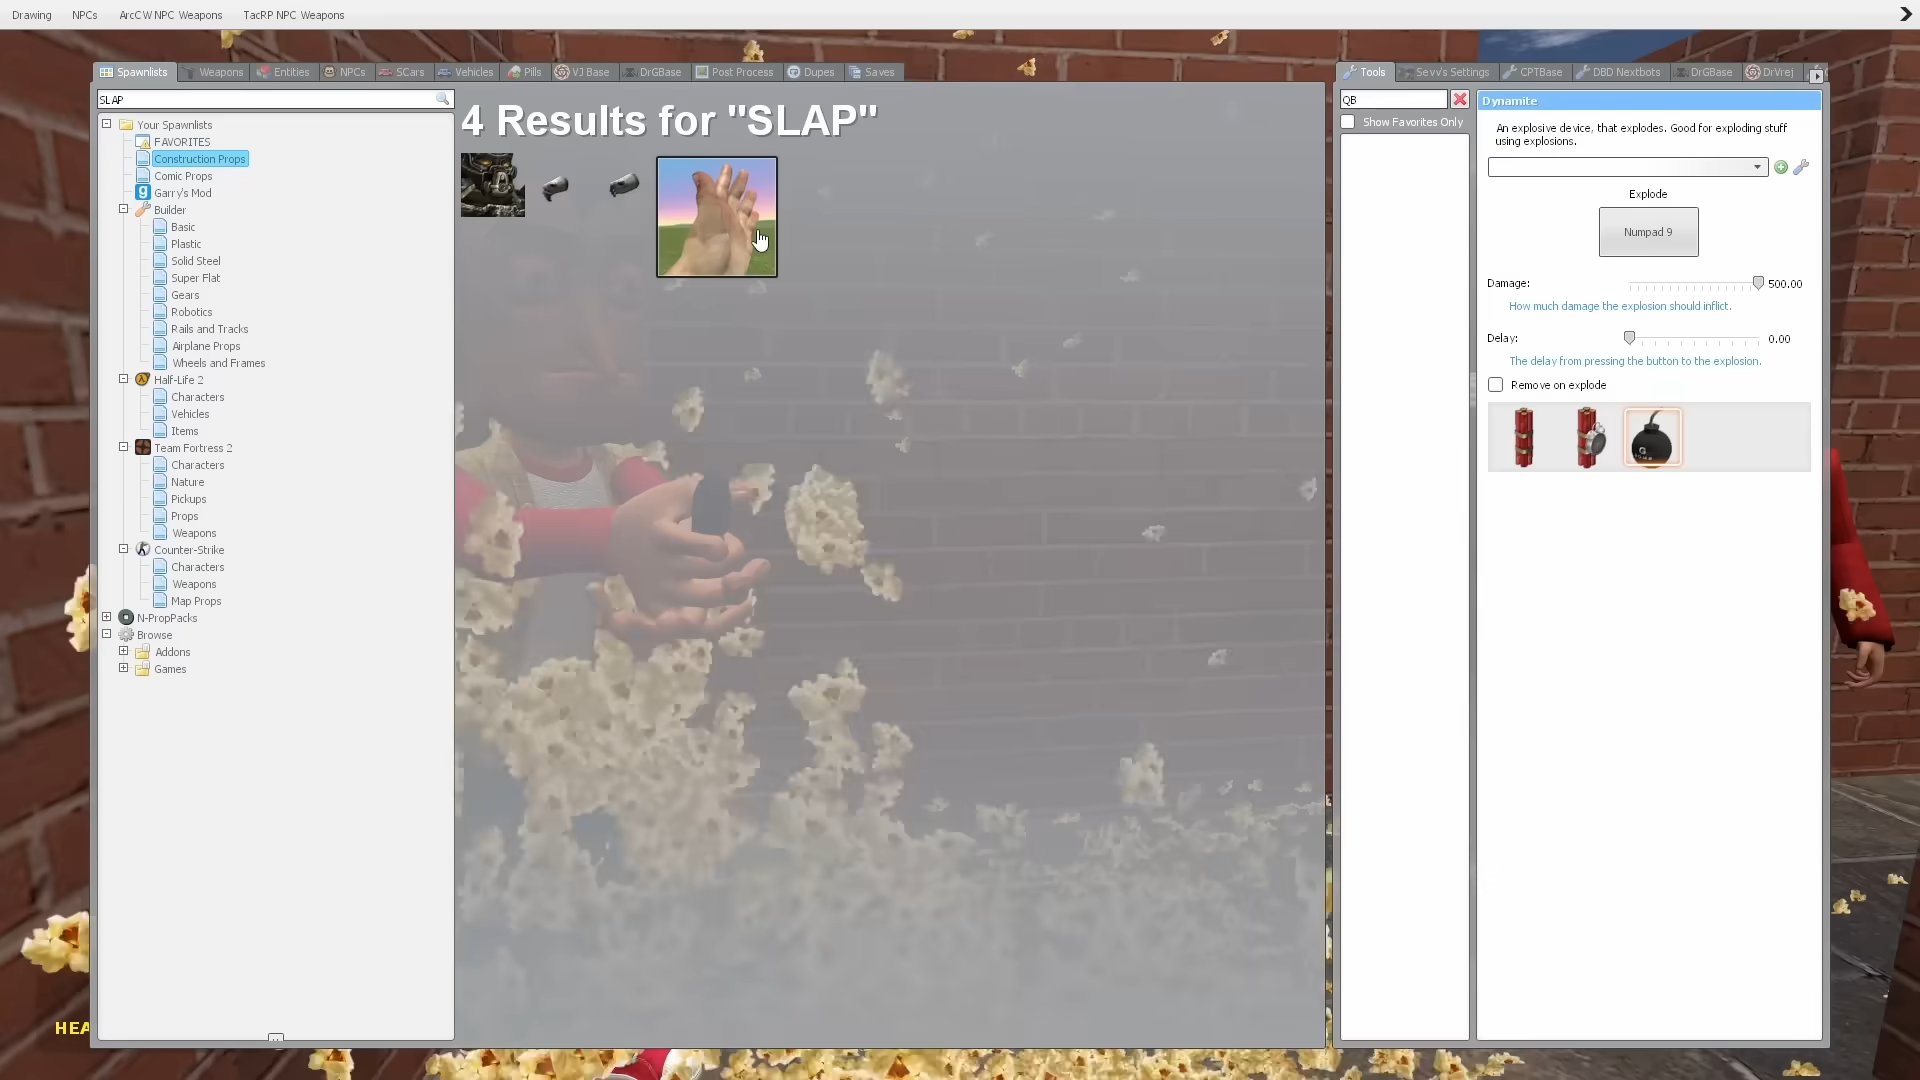 Drawing NPCs ArcCW NPC Weapons TacRP NPC Weapons
Spawnlists Weapons Entities NPCs SCars Vehicles Pills VJ Base DrGBase Post Process Dupes Saves
SLAP
Your Spawnlists
FAVORITES
Construction Props
Comic Props
Garry's Mod
Builder
Basic
Plastic
Solid Steel
Super Flat
Gears
Robotics
Rails and Tracks
Airplane Props
Wheels and Frames
Half-Life 2
Characters
Vehicles
Items
Team Fortress 2
Characters
Nature
Pickups
Props
Weapons
Counter-Strike
Characters
Weapons
Map Props
N-PropPacks
Browse
Addons
Games
4 Results for "SLAP"
Tools Sevv's Settings CPTBase DBD Nextbots DrGBase DrVrej
QB
Show Favorites Only
Dynamite
An explosive device, that explodes. Good for exploding stuff
using explosions.
Explode
Numpad 9
Damage: 500.00
How much damage the explosion should inflict.
Delay: 0.00
The delay from pressing the button to the explosion.
Remove on explode
HEA